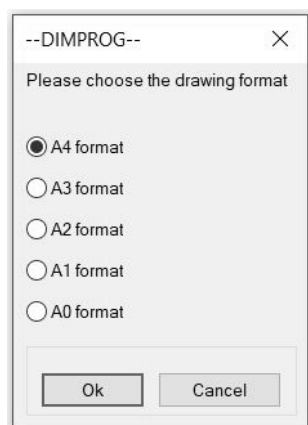 --DIMPROG--
Please choose the drawing format
A4 format
A3 format
A2 format
A1 format
A0 format
Ok Cancel